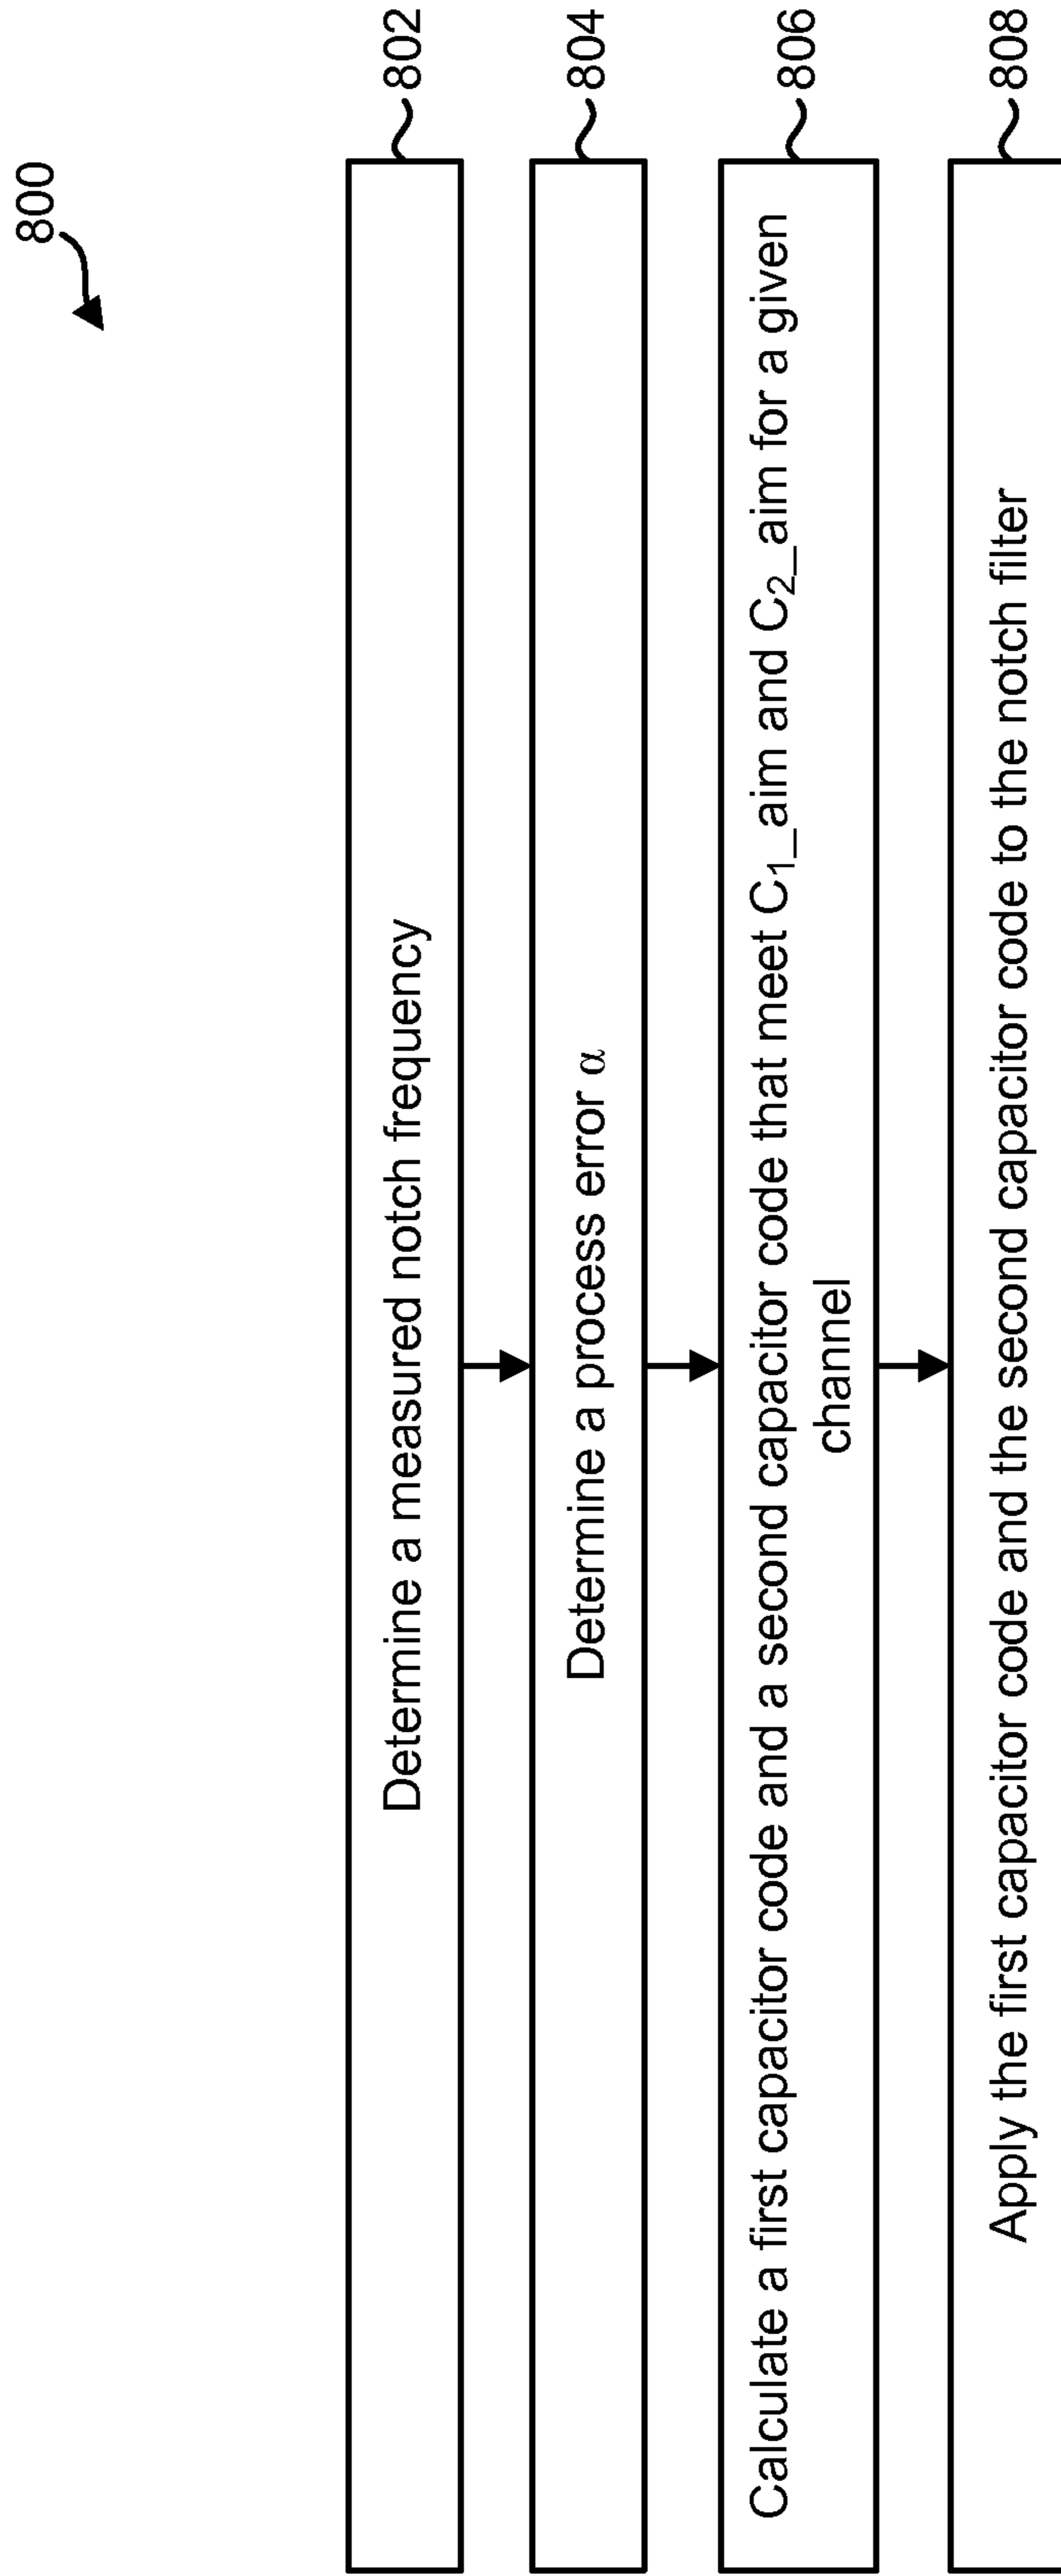 800
Determine a measured notch frequency
802
Determine a process error α
804
Calculate a first capacitor code and a second capacitor code that meet C₁_aim and C₂_aim for a given
channel
806
Apply the first capacitor code and the second capacitor code to the notch filter
808